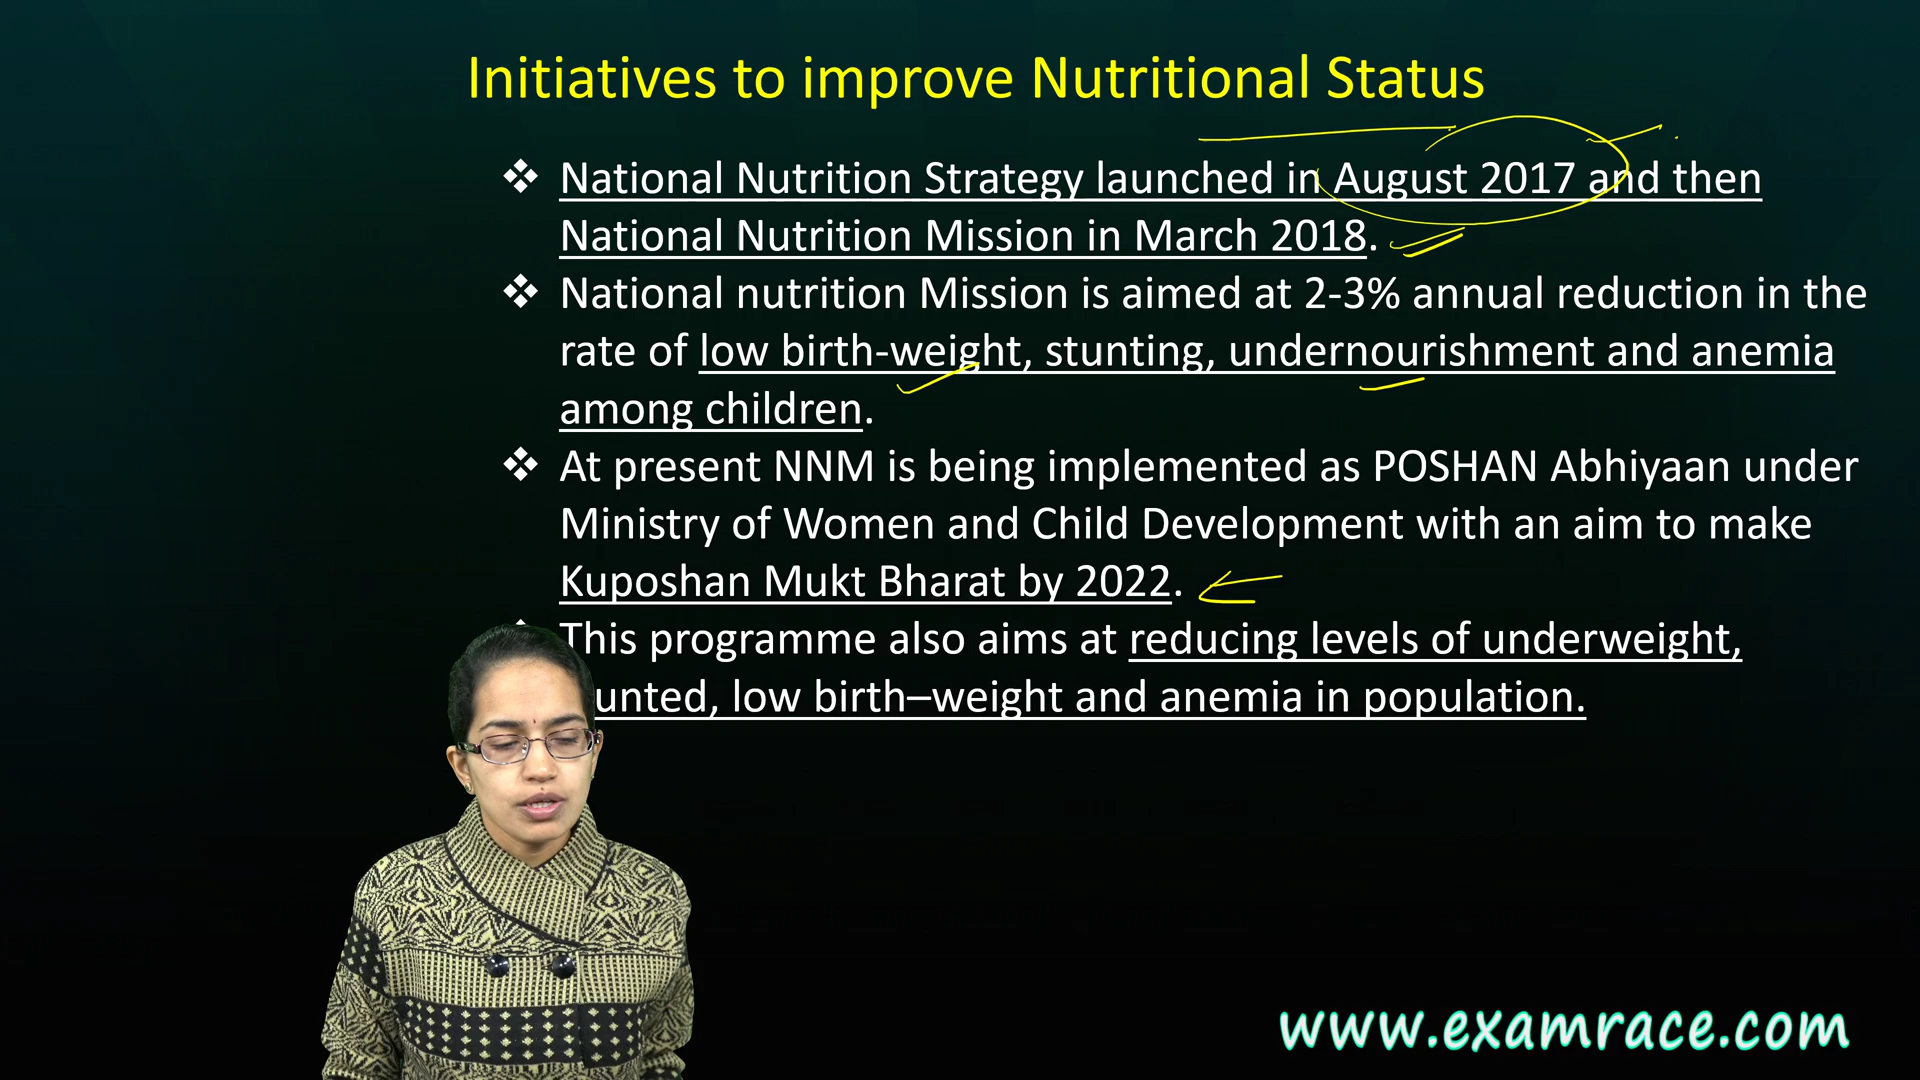 Initiatives to improve Nutritional Status
National Nutrition Strategy launched in August 2017 and then
National Nutrition Mission in March 2018.
National nutrition Mission is aimed at 2-3% annual reduction in the
rate of low birth-weight, stunting, undernourishment and anemia
among children.
At present NNM is being implemented as POSHAN Abhiyaan under
Ministry of Women and Child Development with an aim to make
Kuposhan Mukt Bharat by 2022.
This programme also aims at reducing levels of underweight,
low birth–weight and anemia in population.
www.examrace.com